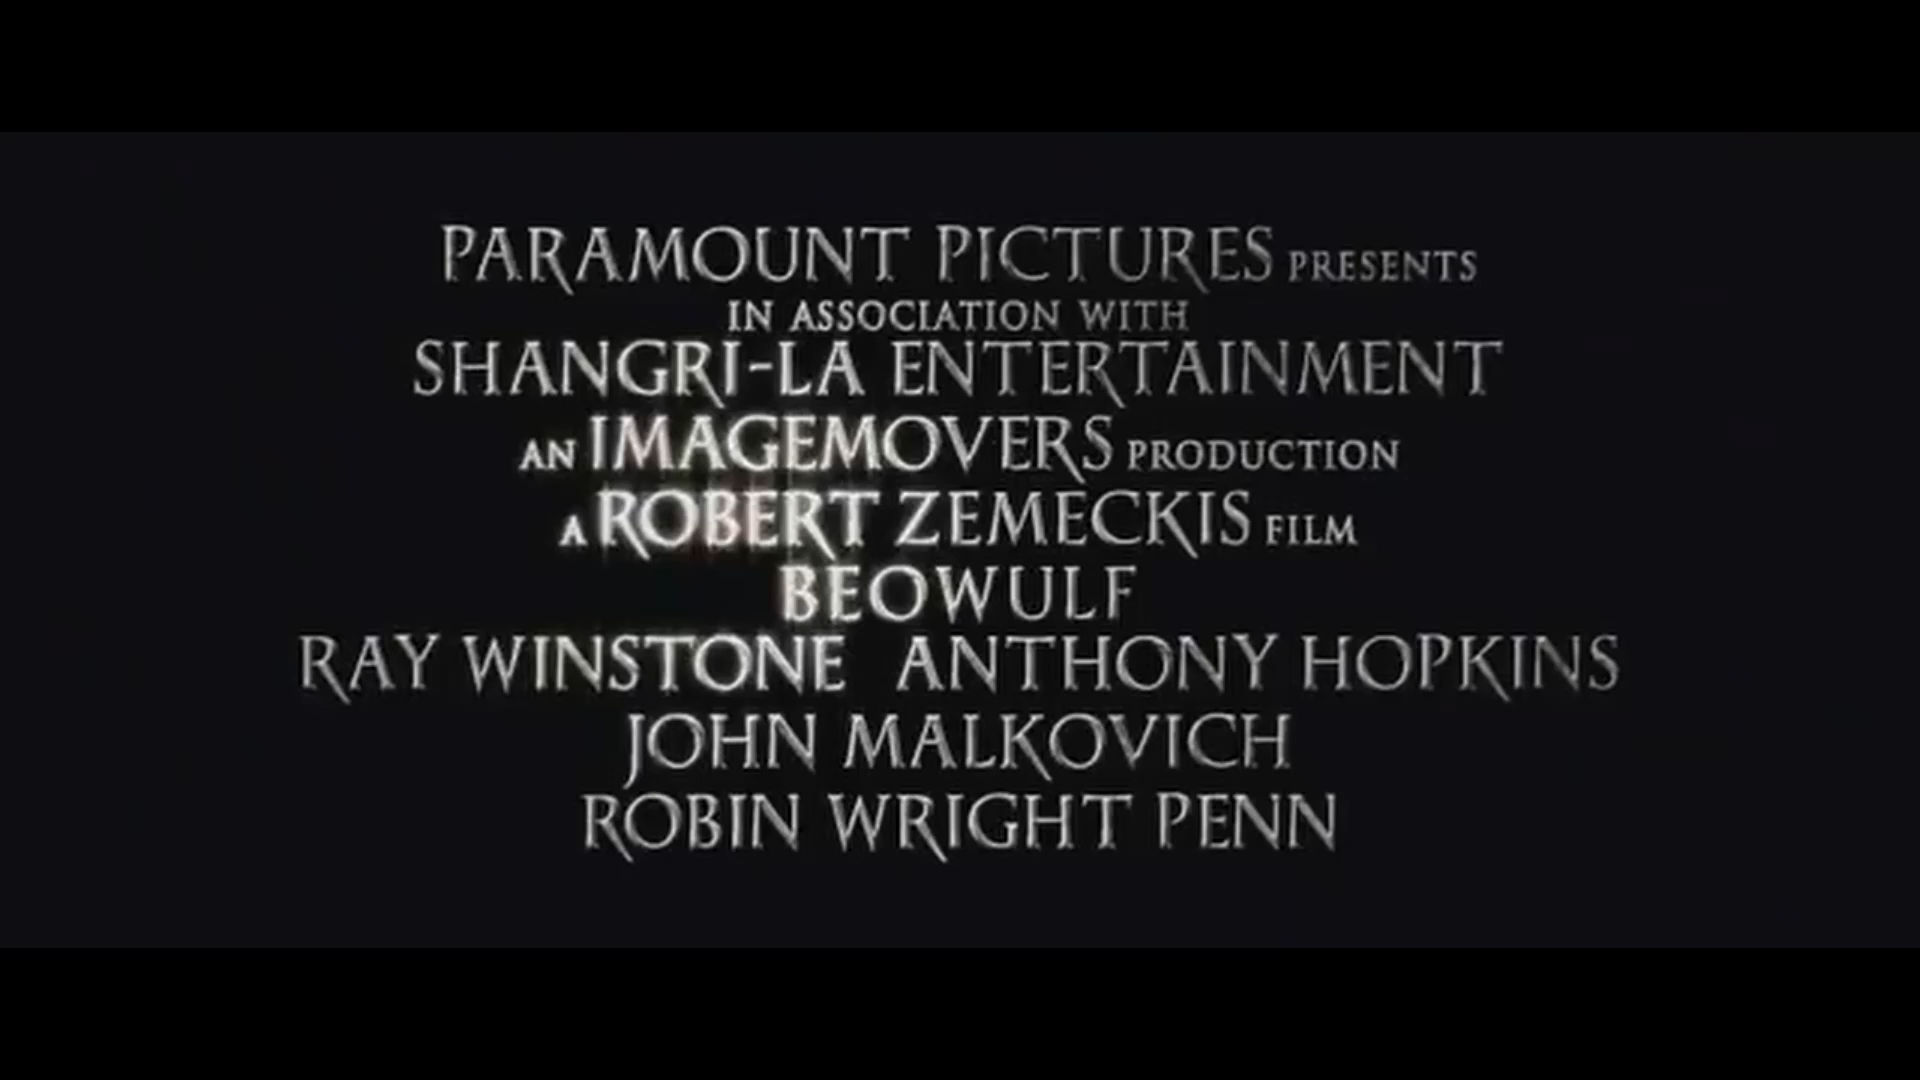 PARAMOUNT PICTURES PRESENTS
IN ASSOCIATION WITH
SHANGRI-LA ENTERTAINMENT
AN IMAGEMOVERS PRODUCTION
A ROBERT ZEMECKIS FILM
BEOWULF
RAY WINSTONE ANTHONY HOPKINS
JOHN MALKOVICH
ROBIN WRIGHT PENN